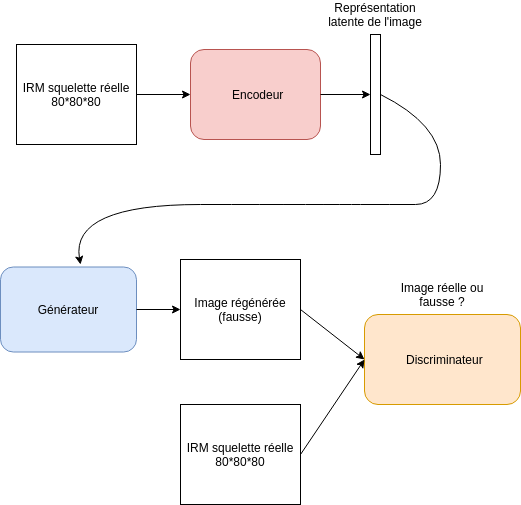 Représentation
latente de l'image
IRM squelette réelle
80*80*80
Encodeur
Générateur
Image régénérée
(fausse)
Image réelle ou
fausse ?
Discriminateur
IRM squelette réelle
80*80*80